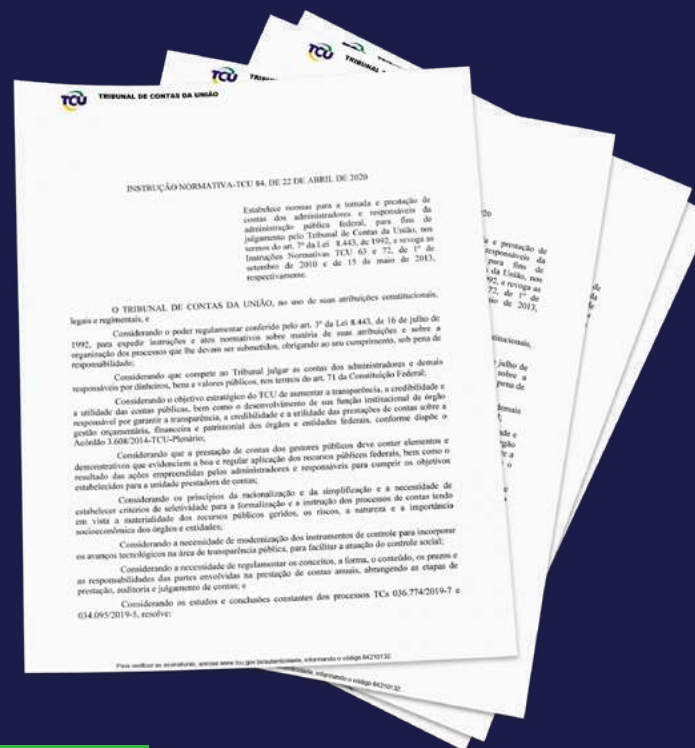 TCU TRIBUNAL DE CONTAS DA UNIÃO
INSTRUÇÃO NORMATIVA-TCU 84, DE 22 DE ABRIL DE 2020
Estabelece normas para a tomada e prestação de
contas dos administradores e responsáveis da
administração pública federal, para fins de
julgamento pelo Tribunal de Contas da União, nos
termos do art. 7º da Lei 8.443, de 1992, e revoga as
Instruções Normativas TCU 63 e 72, de 1º de
setembro de 2010 e de 15 de maio de 2013,
respectivamente.
O TRIBUNAL DE CONTAS DA UNIÃO, no uso de suas atribuições constitucionais,
legais e regimentais, e
Considerando o poder regulamentar conferido pelo art. 3º da Lei 8.443, de 16 de julho de
1992, para expedir instruções e atos normativos sobre matéria de suas atribuições e sobre a
organização dos processos que lhe devam ser submetidos, obrigando ao seu cumprimento, sob pena de
responsabilidade;
Considerando que compete ao Tribunal julgar as contas dos administradores e demais
responsáveis por dinheiros, bens e valores públicos, nos termos do art. 71 da Constituição Federal;
Considerando o objetivo estratégico do TCU de aumentar a transparência, a credibilidade e
a utilidade das contas públicas, bem como o desenvolvimento de sua função institucional de órgão
responsável por garantir a transparência, a credibilidade e a utilidade das prestações de contas sobre a
gestão orçamentária, financeira e patrimonial dos órgãos e entidades federais, conforme dispõe o
Acórdão 3.608/2014-TCU-Plenário;
Considerando que a prestação de contas dos gestores públicos deve conter elementos e
demonstrativos que evidenciem a boa e regular aplicação dos recursos públicos federais, bem como o
resultado das ações empreendidas pelos administradores e responsáveis para cumprir os objetivos
estabelecidos para a unidade prestadora de contas;
Considerando os princípios da racionalização e da simplificação e a necessidade de
estabelecer critérios de seletividade para a formalização e a instrução dos processos de contas tendo
em vista a materialidade dos recursos públicos geridos, os riscos, a natureza e a importância
socioeconômica dos órgãos e entidades;
Considerando a necessidade de modernização dos instrumentos de controle para incorporar
os avanços tecnológicos na área de transparência pública, para facilitar a atuação do controle social;
Considerando a necessidade de regulamentar os conceitos, a forma, o conteúdo, os prazos e
as responsabilidades das partes envolvidas na prestação de contas anuais, abrangendo as etapas de
prestação, auditoria e julgamento de contas; e
Considerando os estudos e conclusões constantes dos processos TCs 036.774/2019-7 e
034.095/2019-5, resolve:
Para verificar as assinaturas, acesse www.tcu.gov.br/autenticidade, informando o código 64210132.
TCU
TCU TRIBUNAL